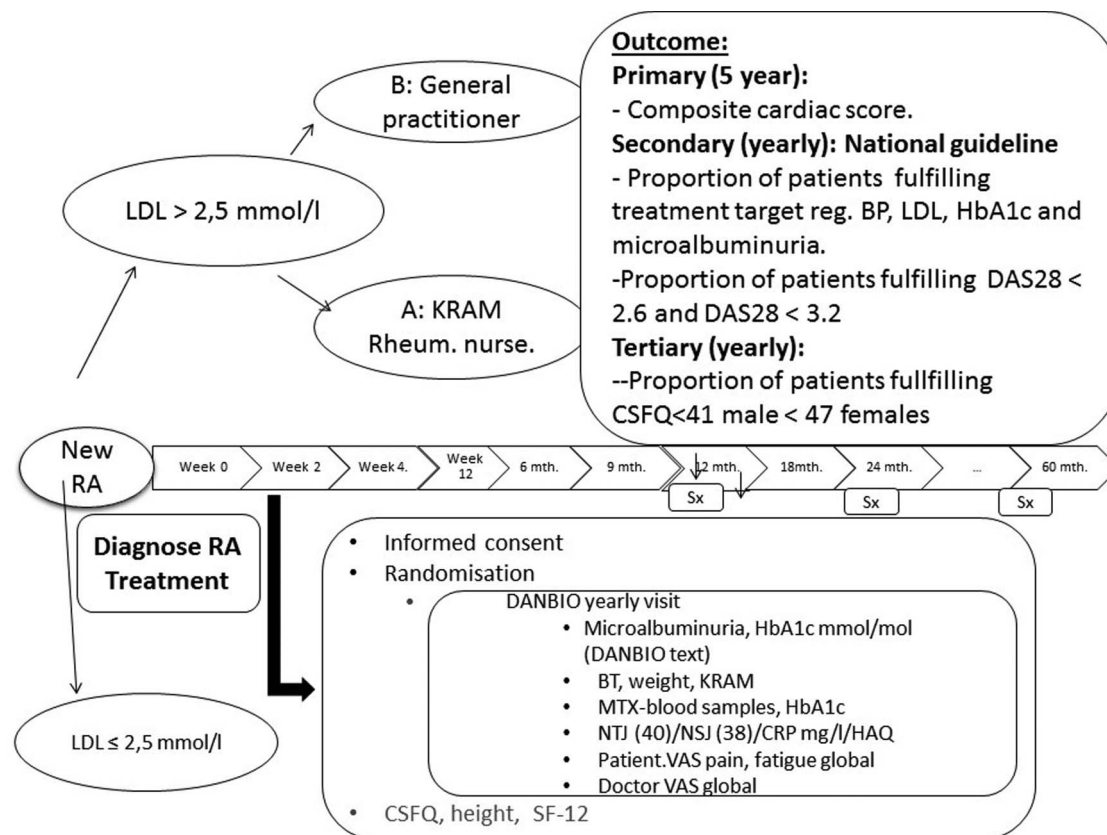 Outcome:
Primary (5 year):
- Composite cardiac score.
Secondary (yearly): National guideline
- Proportion of patients fulfilling
treatment target reg. BP, LDL, HbA1c and
microalbuminuria.
-Proportion of patients fulfilling DAS28 <
2.6 and DAS28 < 3.2
Tertiary (yearly):
--Proportion of patients fullfilling
CSFQ<41 male < 47 females
B: General
practitioner
LDL > 2,5 mmol/l
A: KRAM
Rheum. nurse.
New
RA
Week 0
Week 2
Week 4.
Week
12
6 mth.
9 mth.
12 mth.
18mth.
24 mth.
...
60 mth.
Sx
Sx
Sx
Diagnose RA
Treatment
LDL ≤ 2,5 mmol/l
• Informed consent
• Randomisation
• DANBIO yearly visit
• Microalbuminuria, HbA1c mmol/mol
(DANBIO text)
• BT, weight, KRAM
• MTX-blood samples, HbA1c
• NTJ (40)/NSJ (38)/CRP mg/l/HAQ
• Patient.VAS pain, fatigue global
• Doctor VAS global
• CSFQ, height, SF-12